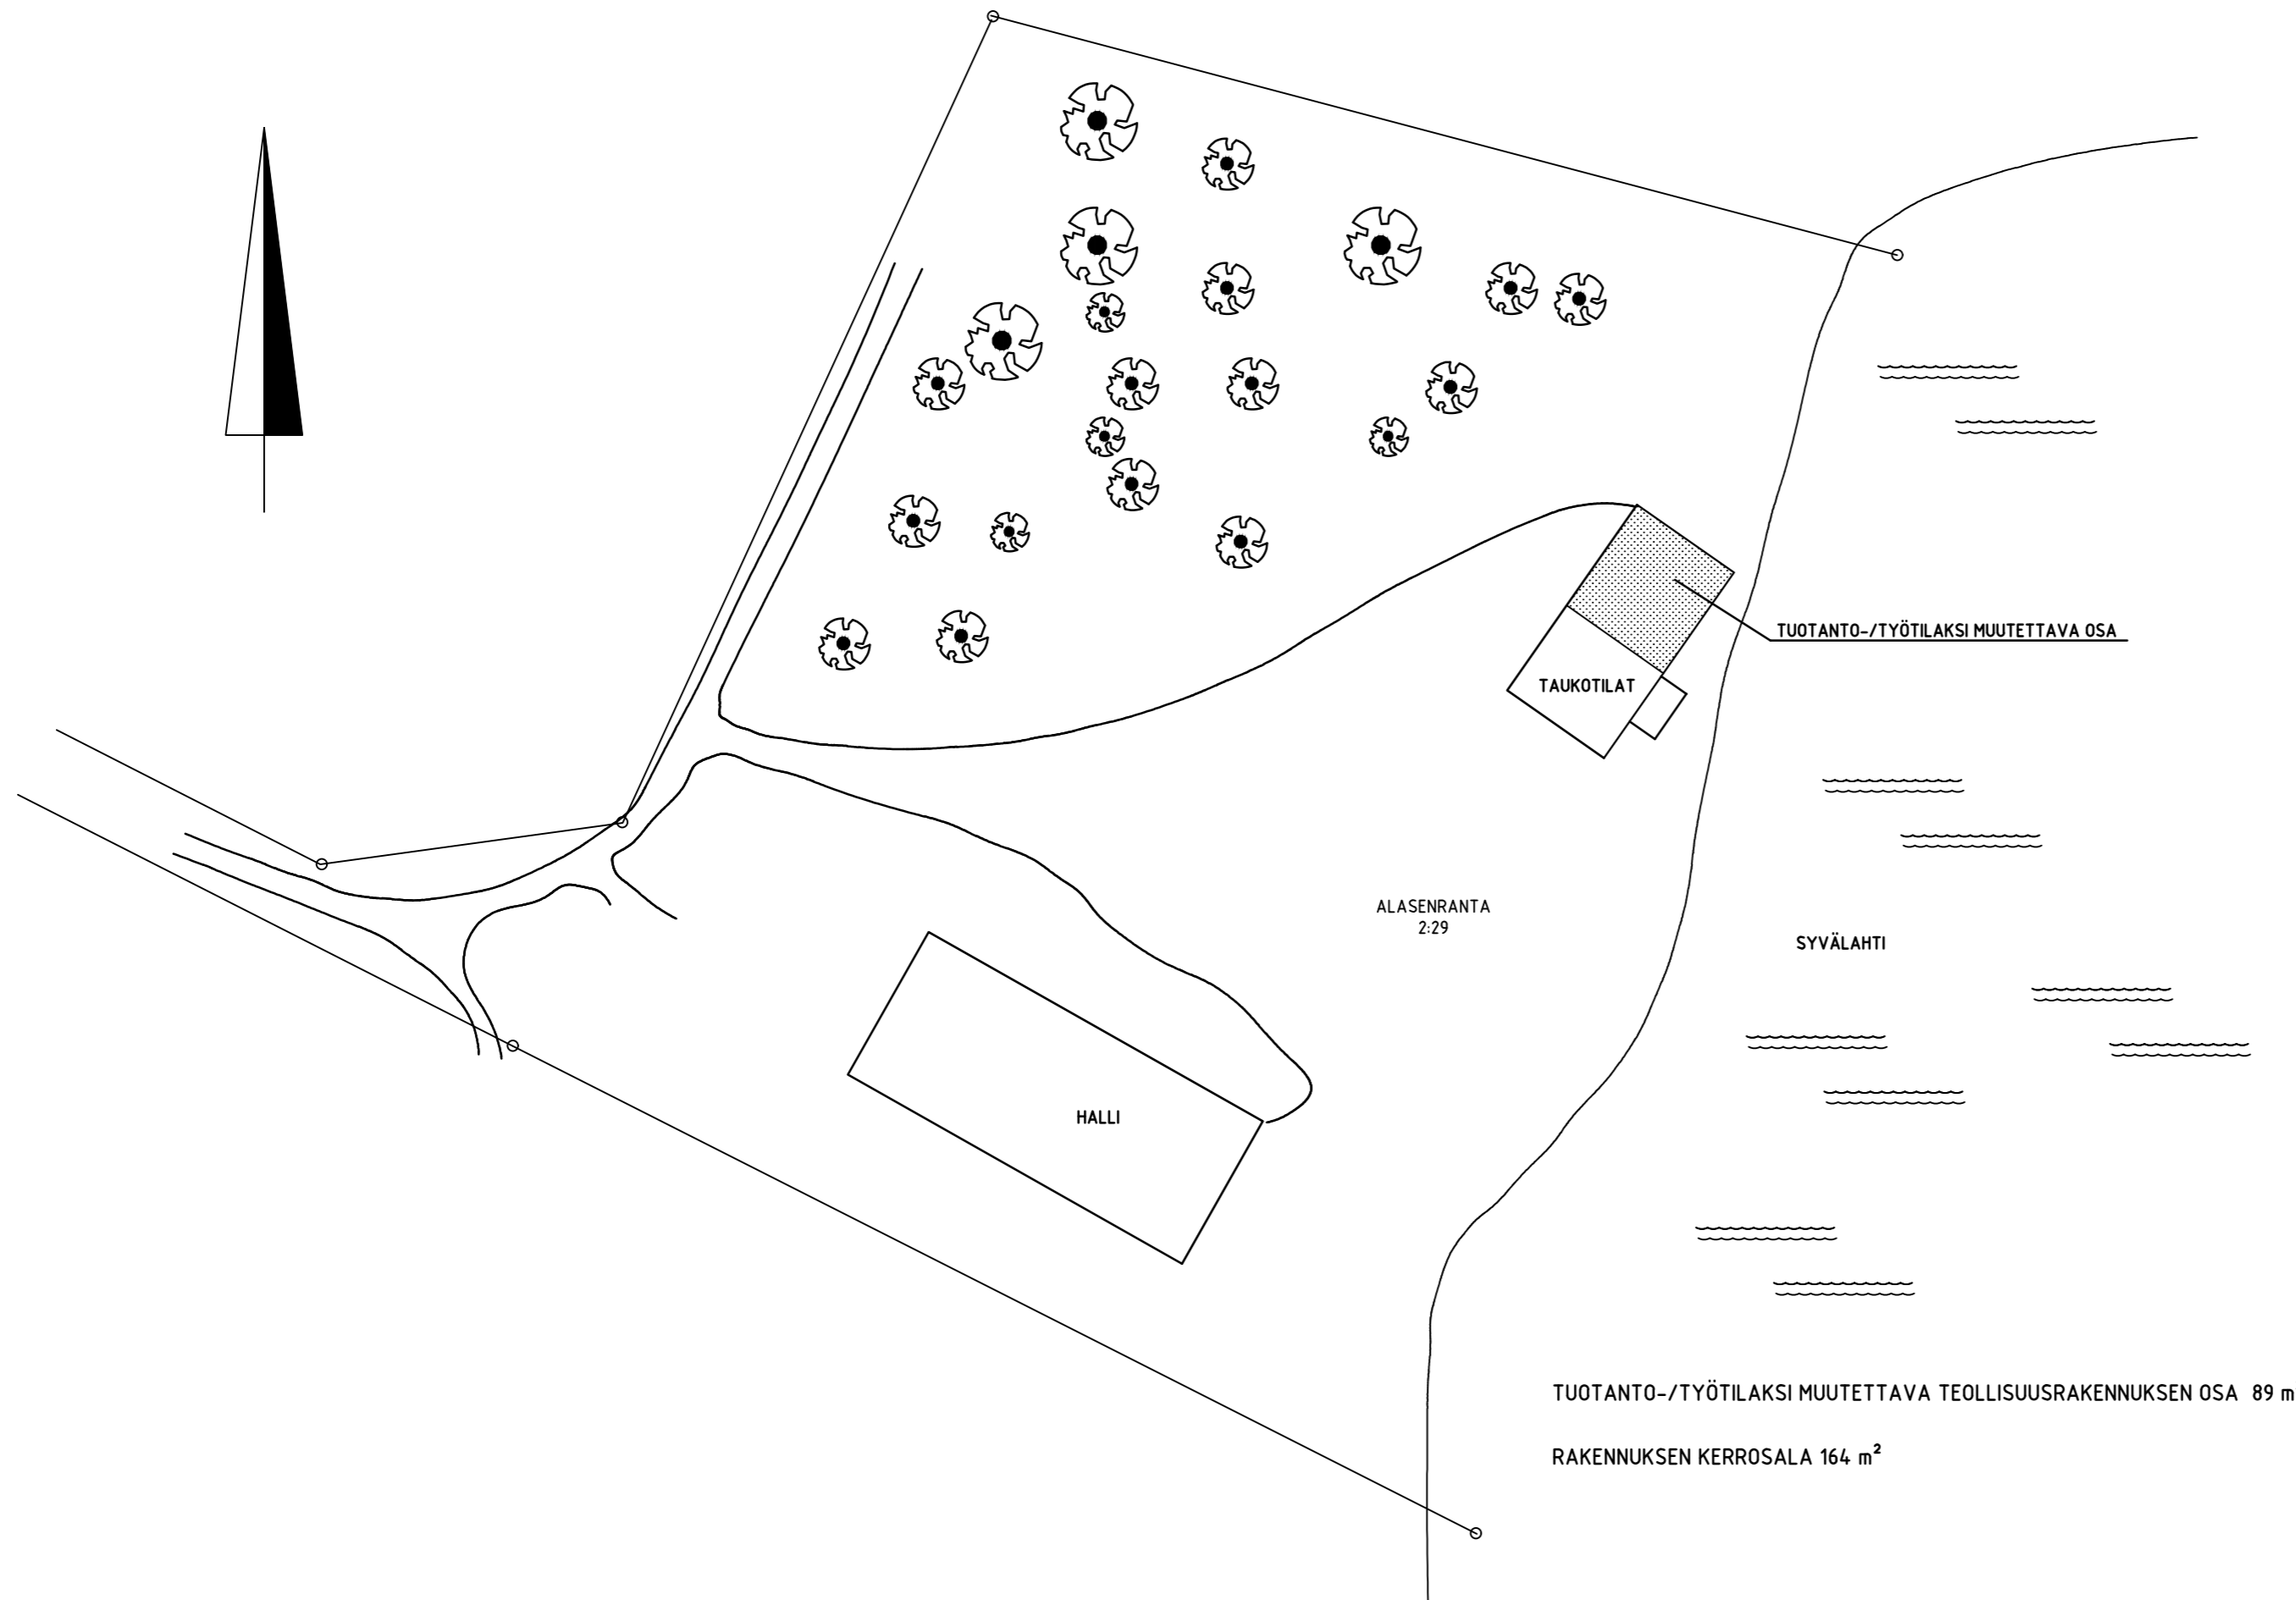 TUOTANTO-/TYÖTILAKSI MUUTETTAVA OSA
TAUKOTILAT
ALASENRANTA
2:29
SYVÄLAHTI
HALLI
TUOTANTO-/TYÖTILAKSI MUUTETTAVA TEOLLISUUSRAKENNUKSEN OSA 89 m
RAKENNUKSEN KERROSALA 164 m²